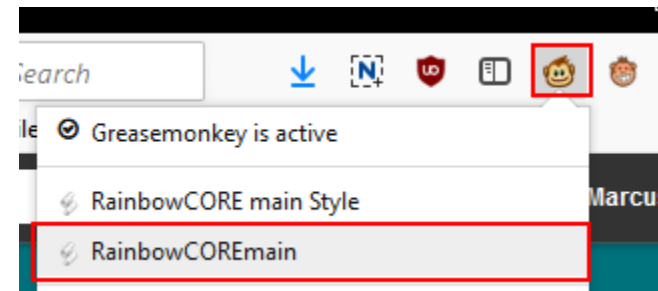 Search
Greasemonkey is active
RainbowCORE main Style
RainbowCOREmain
Marcu